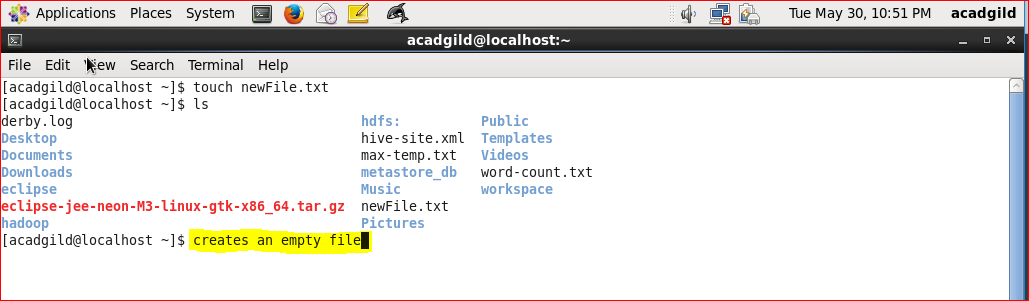 Applications Places System Tue May 30, 10:51 PM acadgild
acadgild@localhost:~
File Edit View Search Terminal Help
[acadgild@localhost ~]$ touch newFile.txt
[acadgild@localhost ~]$ ls
derby.log hdfs: Public
Desktop hive-site.xml Templates
Documents max-temp.txt Videos
Downloads metastore_db word-count.txt
eclipse Music workspace
eclipse-jee-neon-M3-linux-gtk-x86_64.tar.gz newFile.txt
hadoop Pictures
[acadgild@localhost ~]$ creates an empty file